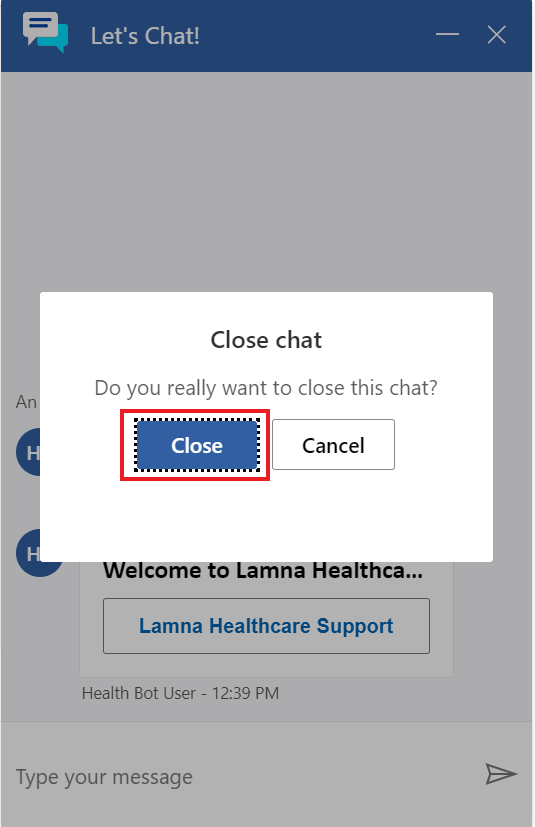 Let's Chat!
Close chat
Do you really want to close this chat?
An
Close
Cancel
H
H
Welcome to Lamna Healthca...
Lamna Healthcare Support
Health Bot User - 12:39 PM
Type your message